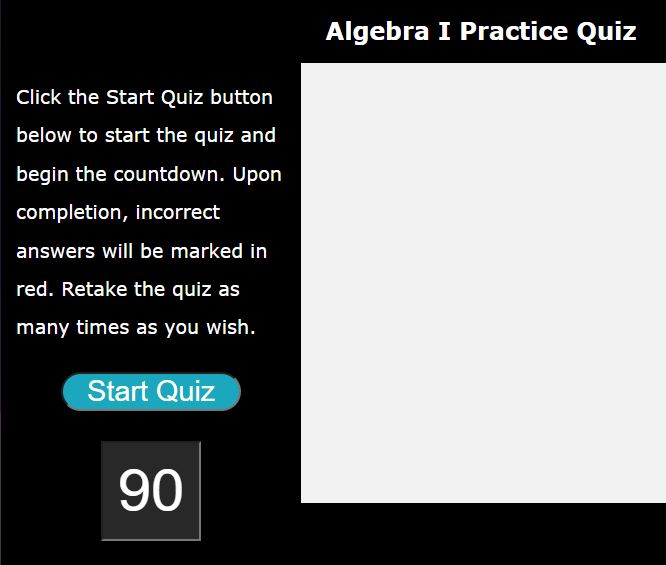 Algebra I Practice Quiz
Click the Start Quiz button
below to start the quiz and
begin the countdown. Upon
completion, incorrect
answers will be marked in
red. Retake the quiz as
many times as you wish.
Start Quiz
90